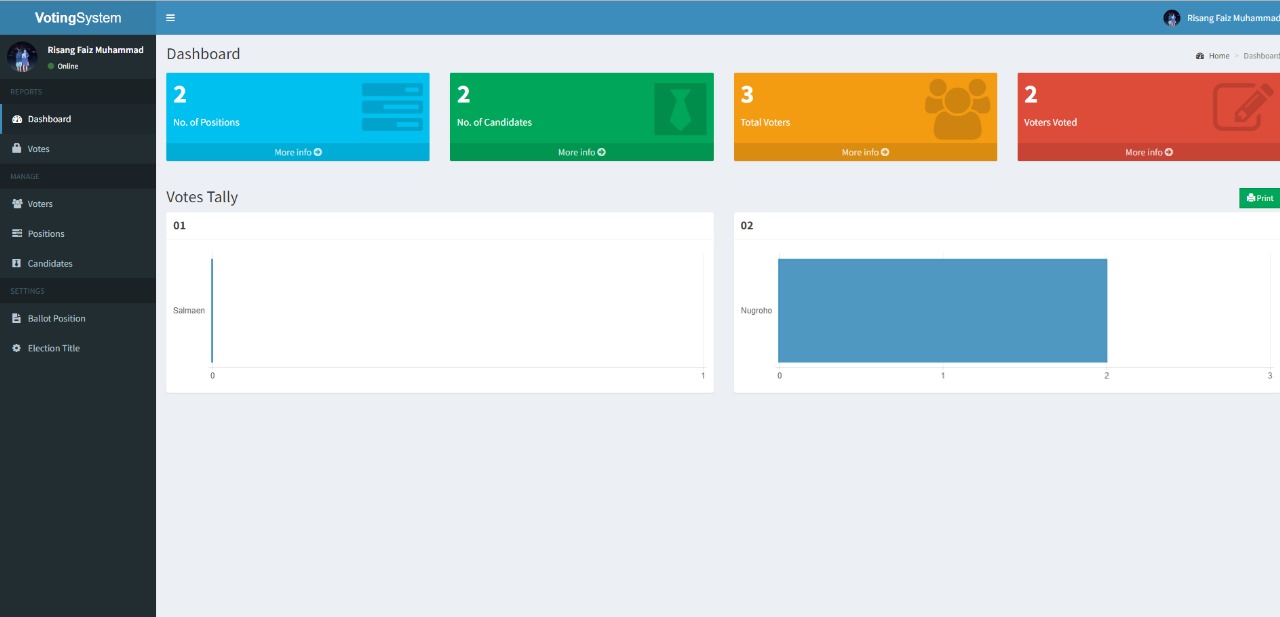 VotingSystem
Risang Faiz Muhammad
Risang Faiz Muhammad
Online
REPORTS
Dashboard
Votes
MANAGE
Voters
Positions
Candidates
SETTINGS
Ballot Position
Election Title
Dashboard
Home > Dashboard
2
No. of Positions
More info
2
No. of Candidates
More info
3
Total Voters
More info
2
Voters Voted
More info
Votes Tally
Print
01
Salmaen
0 1
02
Nugroho
0 1 2 3